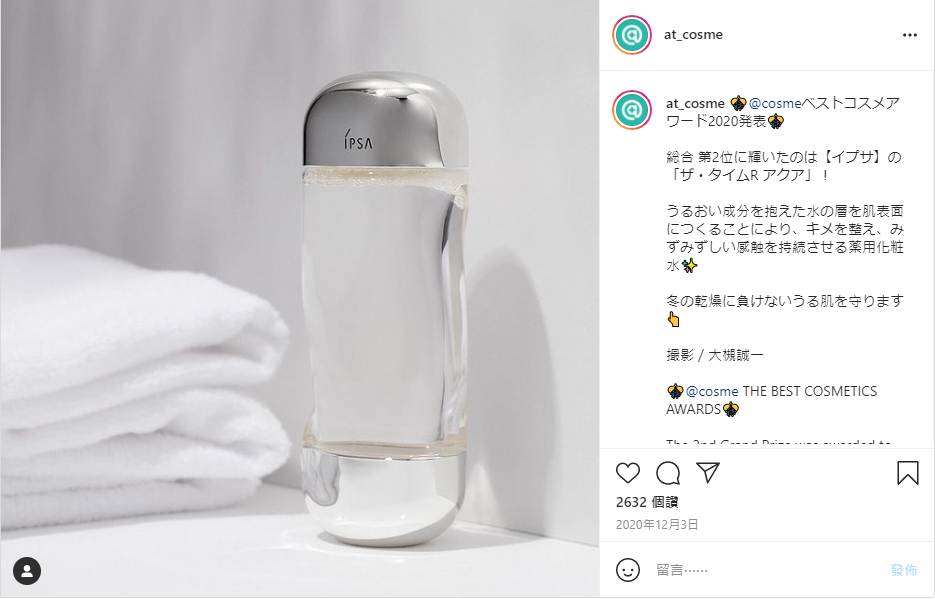 ÍPSA
at_cosme
at_cosme @cosmeベストコスメア
ワード2020発表
総合 第2位に輝いたのは【イプサ】の
「ザ・タイムR アクア」！
うるおい成分を抱えた水の層を肌表面
につくることにより、キメを整え、み
ずみずしい感触を持続させる薬用化粧
水
冬の乾燥に負けないうる肌を守ります
撮影 / 大槻誠一
@cosme THE BEST COSMETICS
AWARDS
The 2nd Grand Prize was awarded to
2632 個讚
2020年12月3日
留言······
發佈